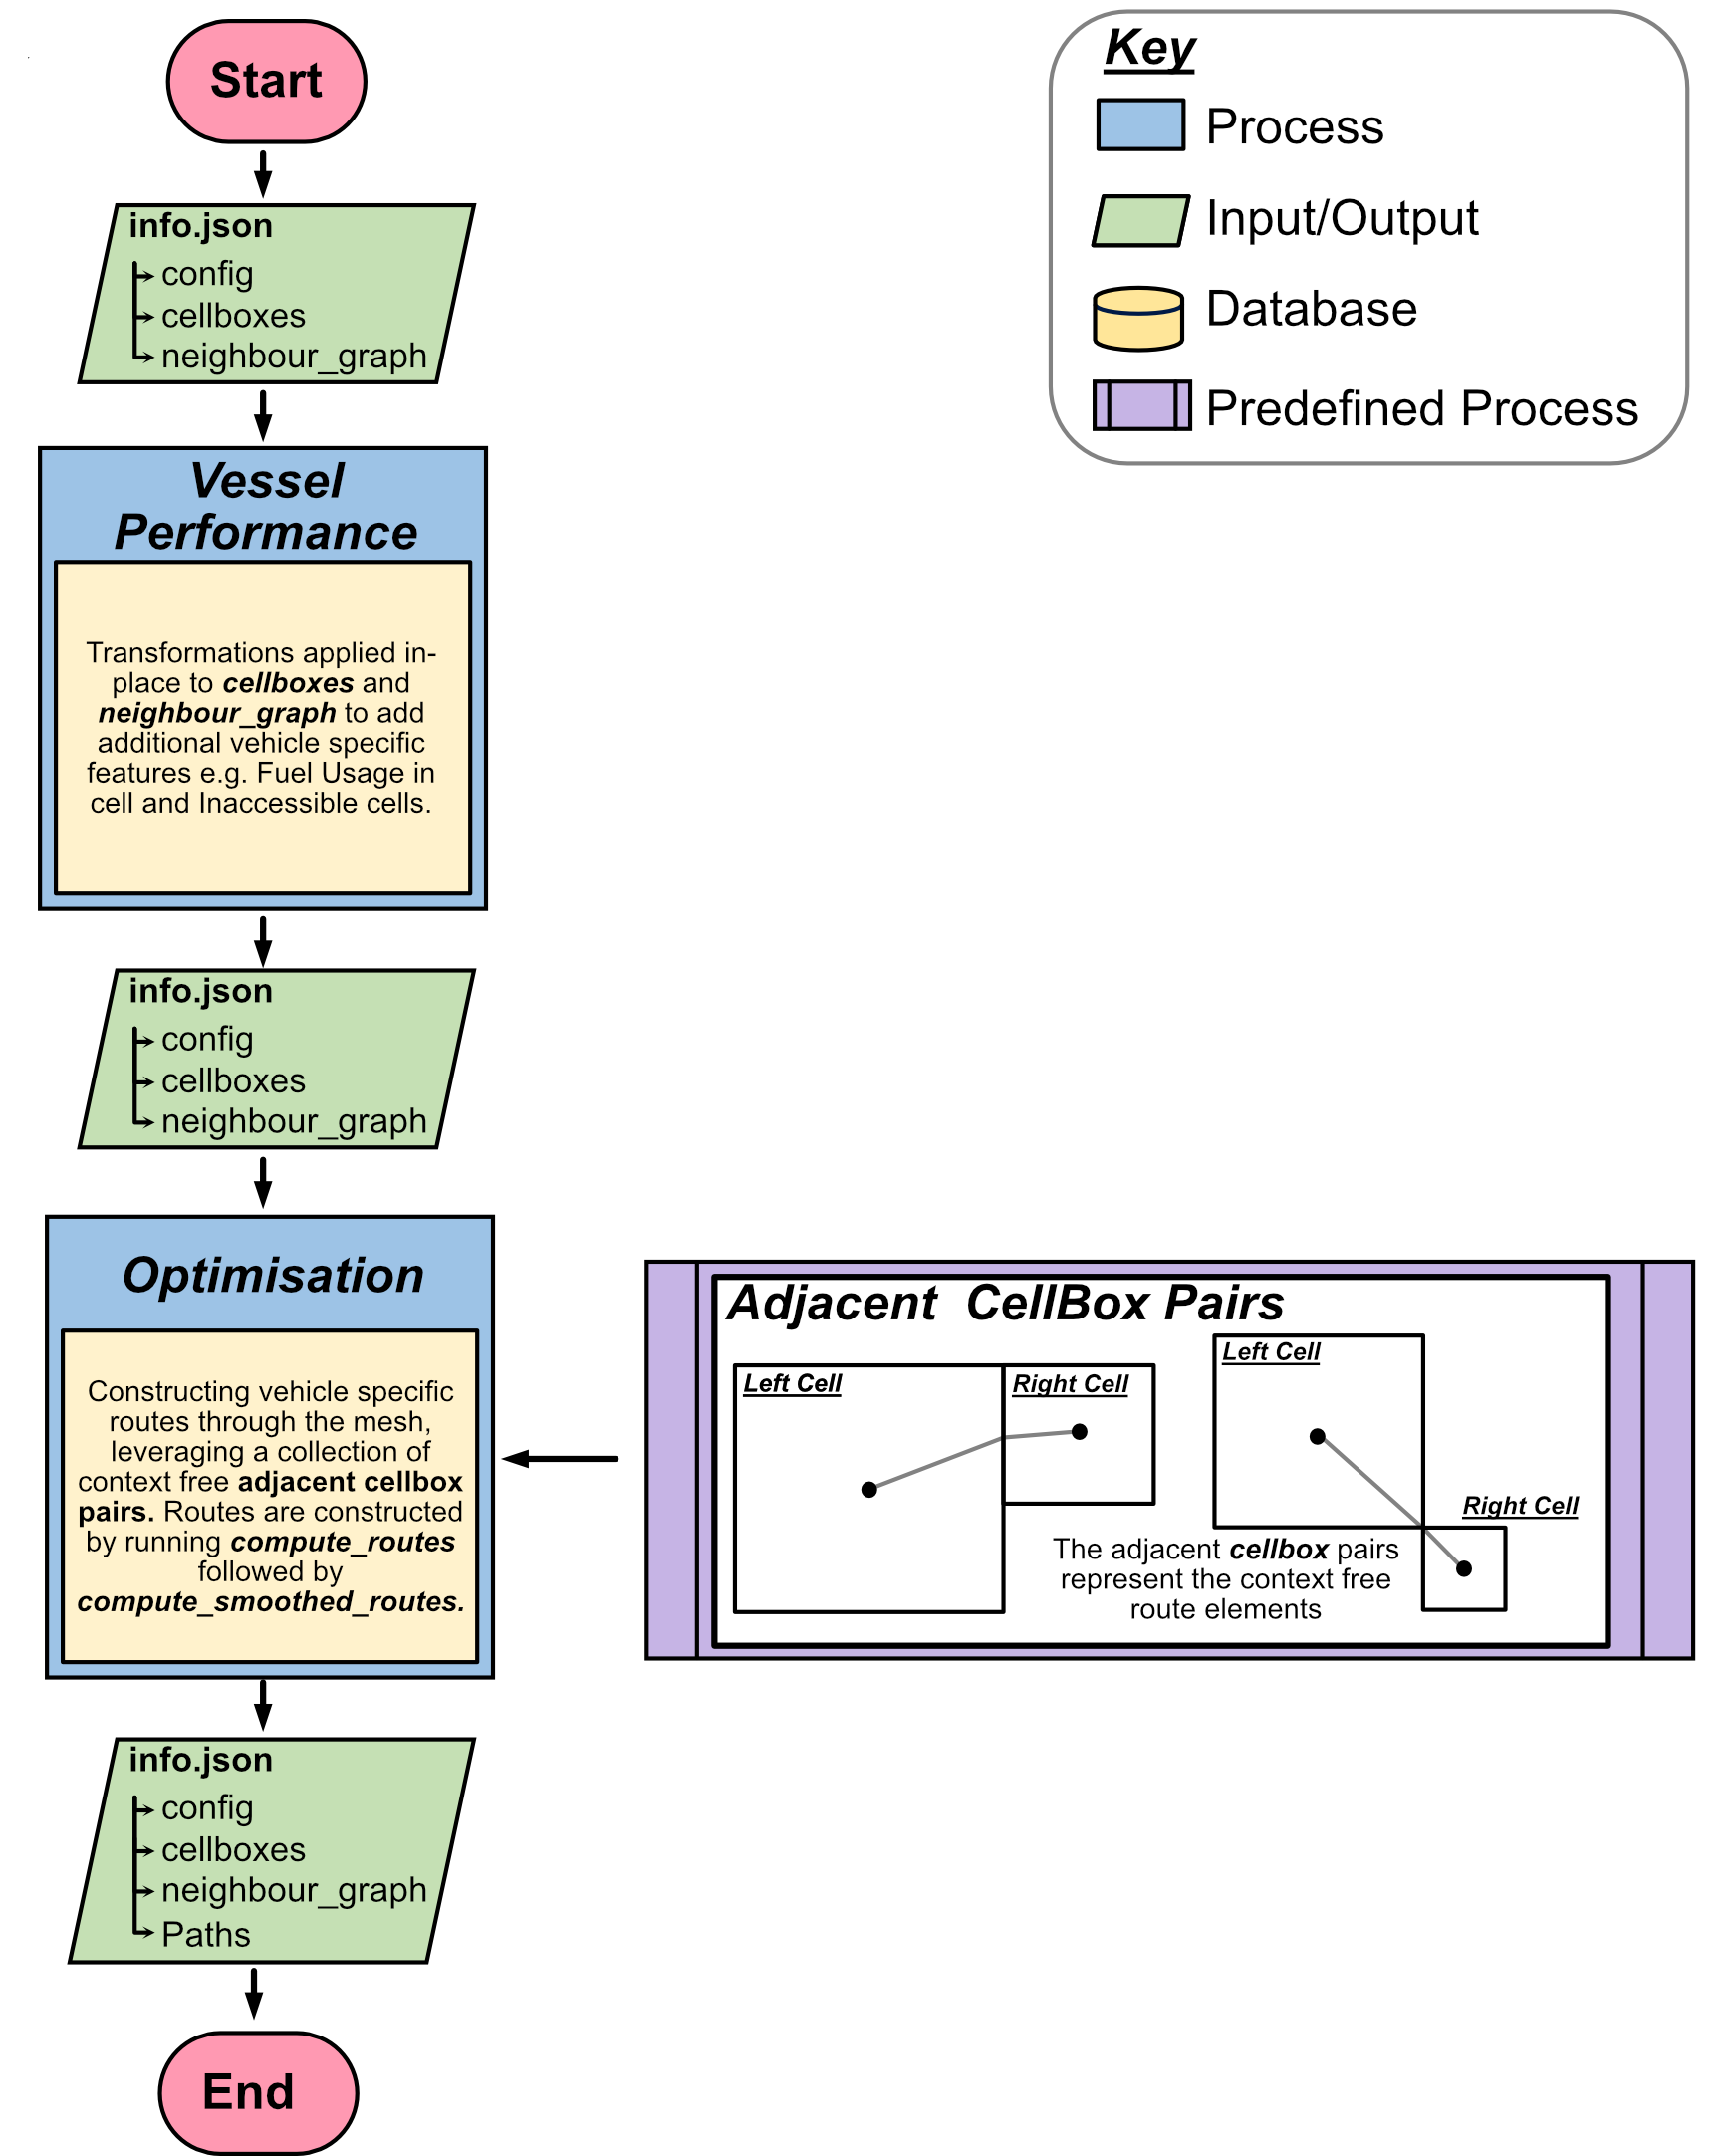 Start
info.json
config
cellboxes
neighbour_graph
Vessel
Performance
Transformations applied in-
place to cellboxes and
neighbour_graph to add
additional vehicle specific
features e.g. Fuel Usage in
cell and Inaccessible cells.
info.json
config
cellboxes
neighbour_graph
Optimisation
Constructing vehicle specific
routes through the mesh,
leveraging a collection of
context free adjacent cellbox
pairs. Routes are constructed
by running compute_routes
followed by
compute_smoothed_routes.
info.json
config
cellboxes
neighbour_graph
Paths
End
Key
Process
Input/Output
Database
Predefined Process
Adjacent CellBox Pairs
Left Cell
Right Cell
Left Cell
Right Cell
The adjacent cellbox pairs
represent the context free
route elements